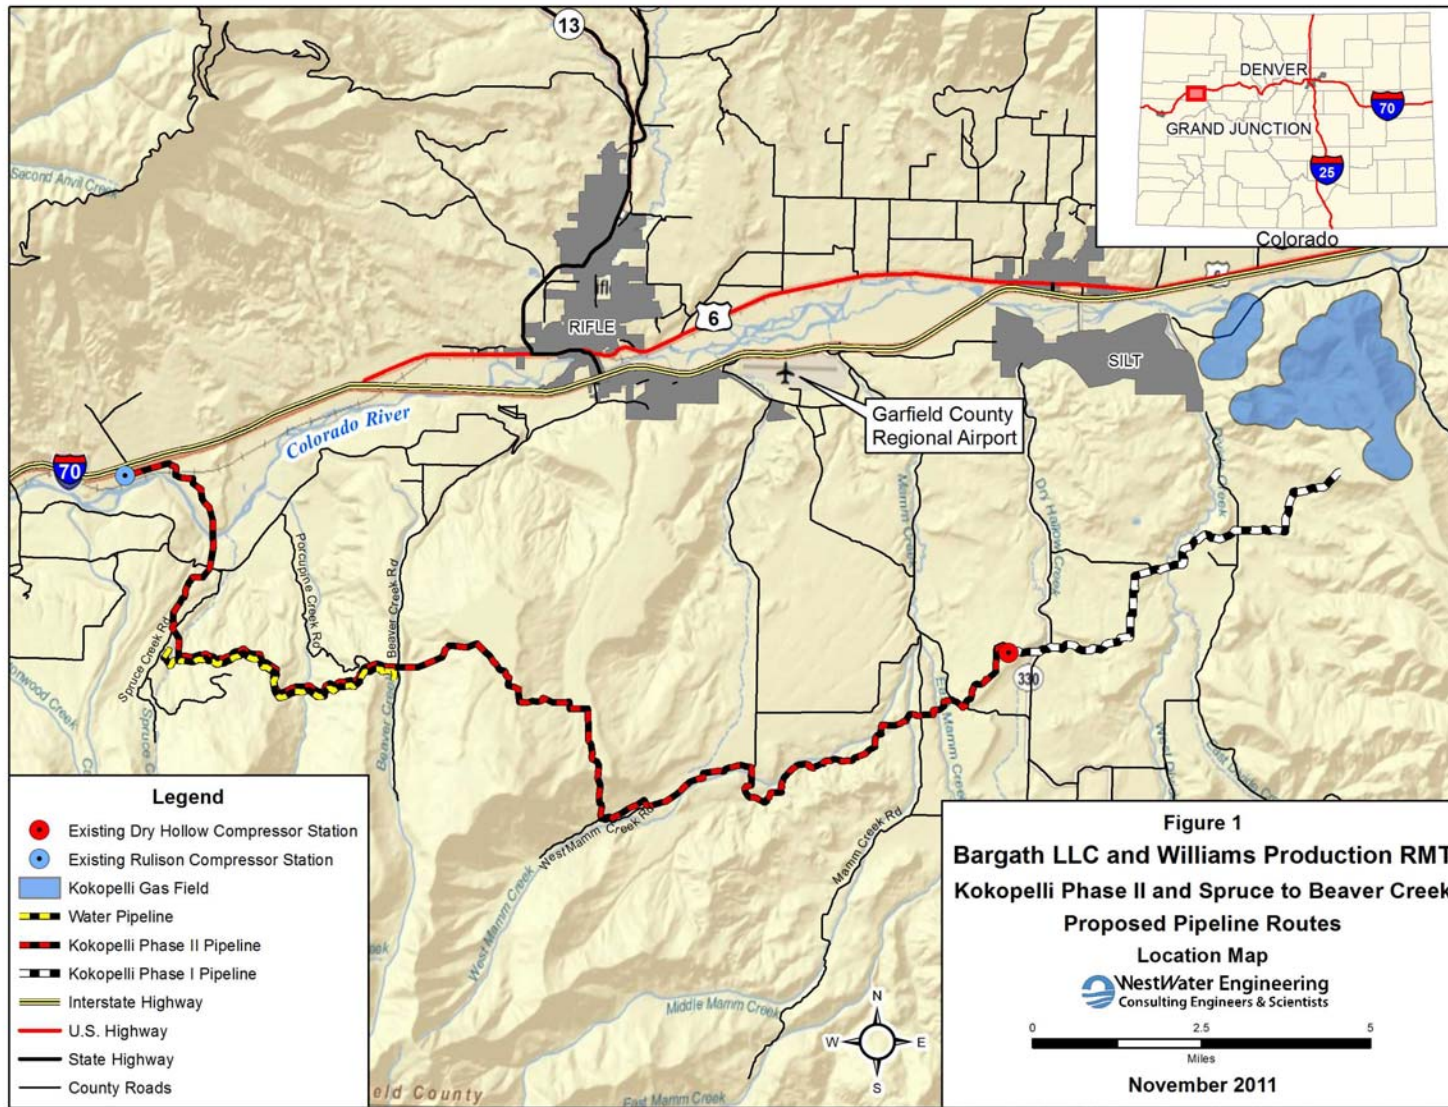 13
DENVER
70
GRAND JUNCTION
25
Colorado
Second Anvil Creek
6
RIFLE
6
SILT
Garfield County
Regional Airport
Colorado River
70
Mamm Creek
Dry Hollow Creek
Porcupine Creek Rd
Beaver Creek Rd
Spruce Creek Rd
330
East Mamm Creek
Beaver Creek
West Mamm Creek Rd
Mamm Creek Rd
West Mamm Creek
Middle Mamm Creek
East Mamm Creek
eld County
N
W E
S
Legend
Existing Dry Hollow Compressor Station
Existing Rulison Compressor Station
Kokopelli Gas Field
Water Pipeline
Kokopelli Phase II Pipeline
Kokopelli Phase I Pipeline
Interstate Highway
U.S. Highway
State Highway
County Roads
Figure 1
Bargath LLC and Williams Production RMT
Kokopelli Phase II and Spruce to Beaver Creek
Proposed Pipeline Routes
Location Map
WestWater Engineering
Consulting Engineers & Scientists
0 2.5 5
Miles
November 2011